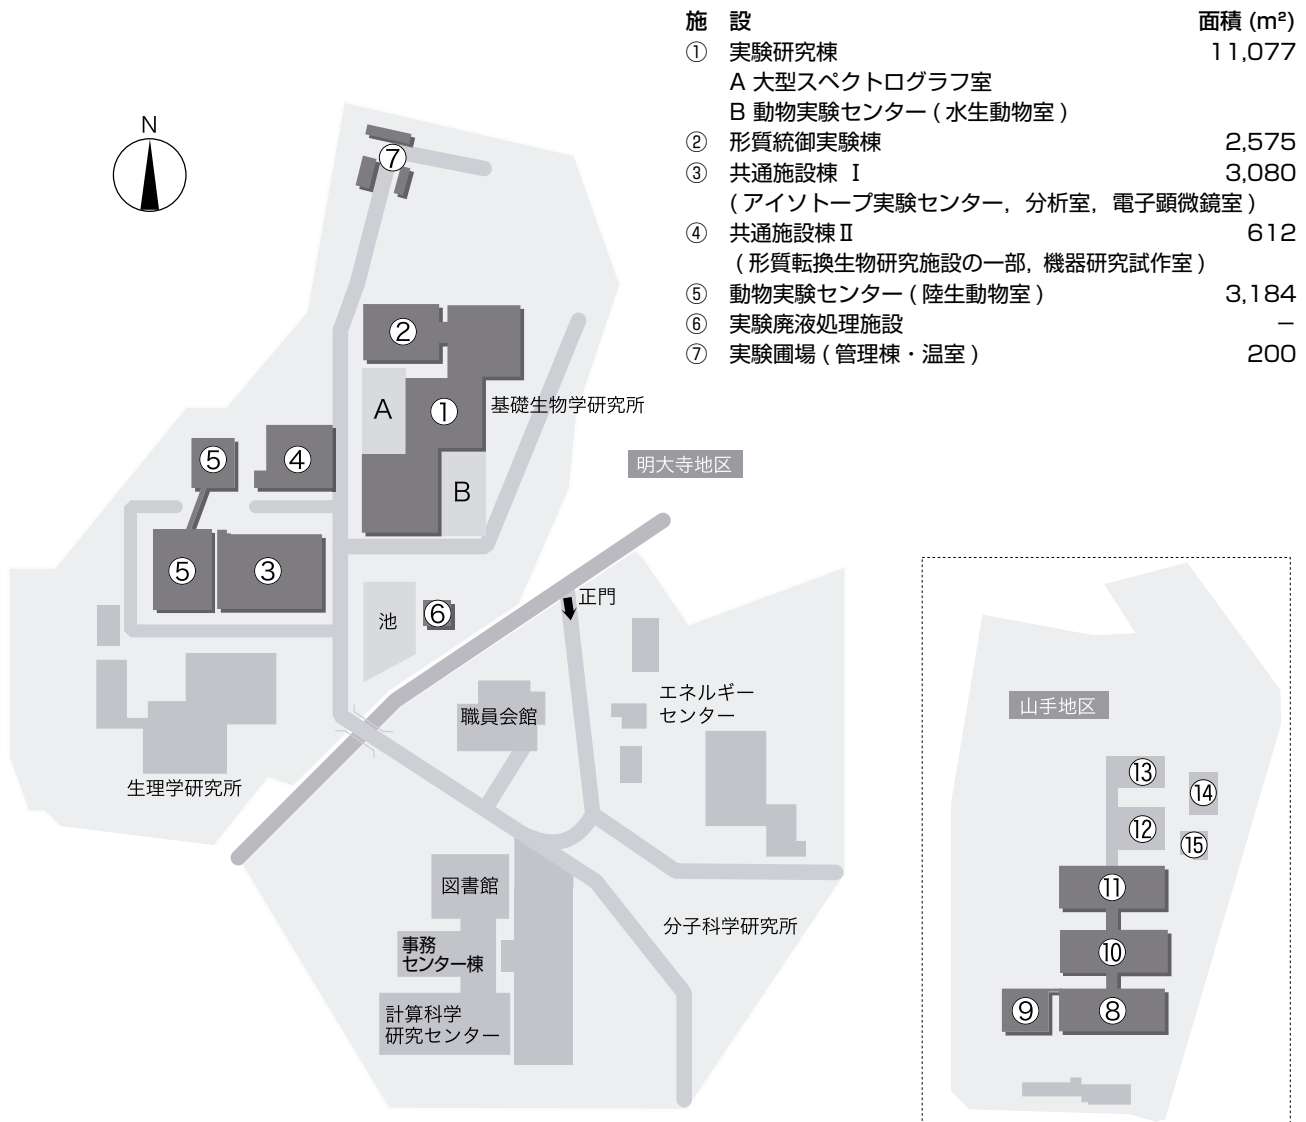 施 設 面積 (m²)
① 実験研究棟 11,077
A 大型スペクトログラフ室
B 動物実験センター ( 水生動物室 )
② 形質統御実験棟 2,575
③ 共通施設棟 Ⅰ 3,080
( アイソトープ実験センター, 分析室, 電子顕微鏡室 )
④ 共通施設棟Ⅱ 612
( 形質転換生物研究施設の一部, 機器研究試作室 )
⑤ 動物実験センター ( 陸生動物室 ) 3,184
⑥ 実験廃液処理施設 −
⑦ 実験圃場 ( 管理棟・温室 ) 200
N
⑦
②
A
①
基礎生物学研究所
⑤
④
B
明大寺地区
⑤
③
池
⑥
正門
職員会館
エネルギー
センター
生理学研究所
図書館
事務
センター棟
計算科学
研究センター
分子科学研究所
山手地区
⑬
⑭
⑫
⑮
⑪
⑩
⑨
⑧